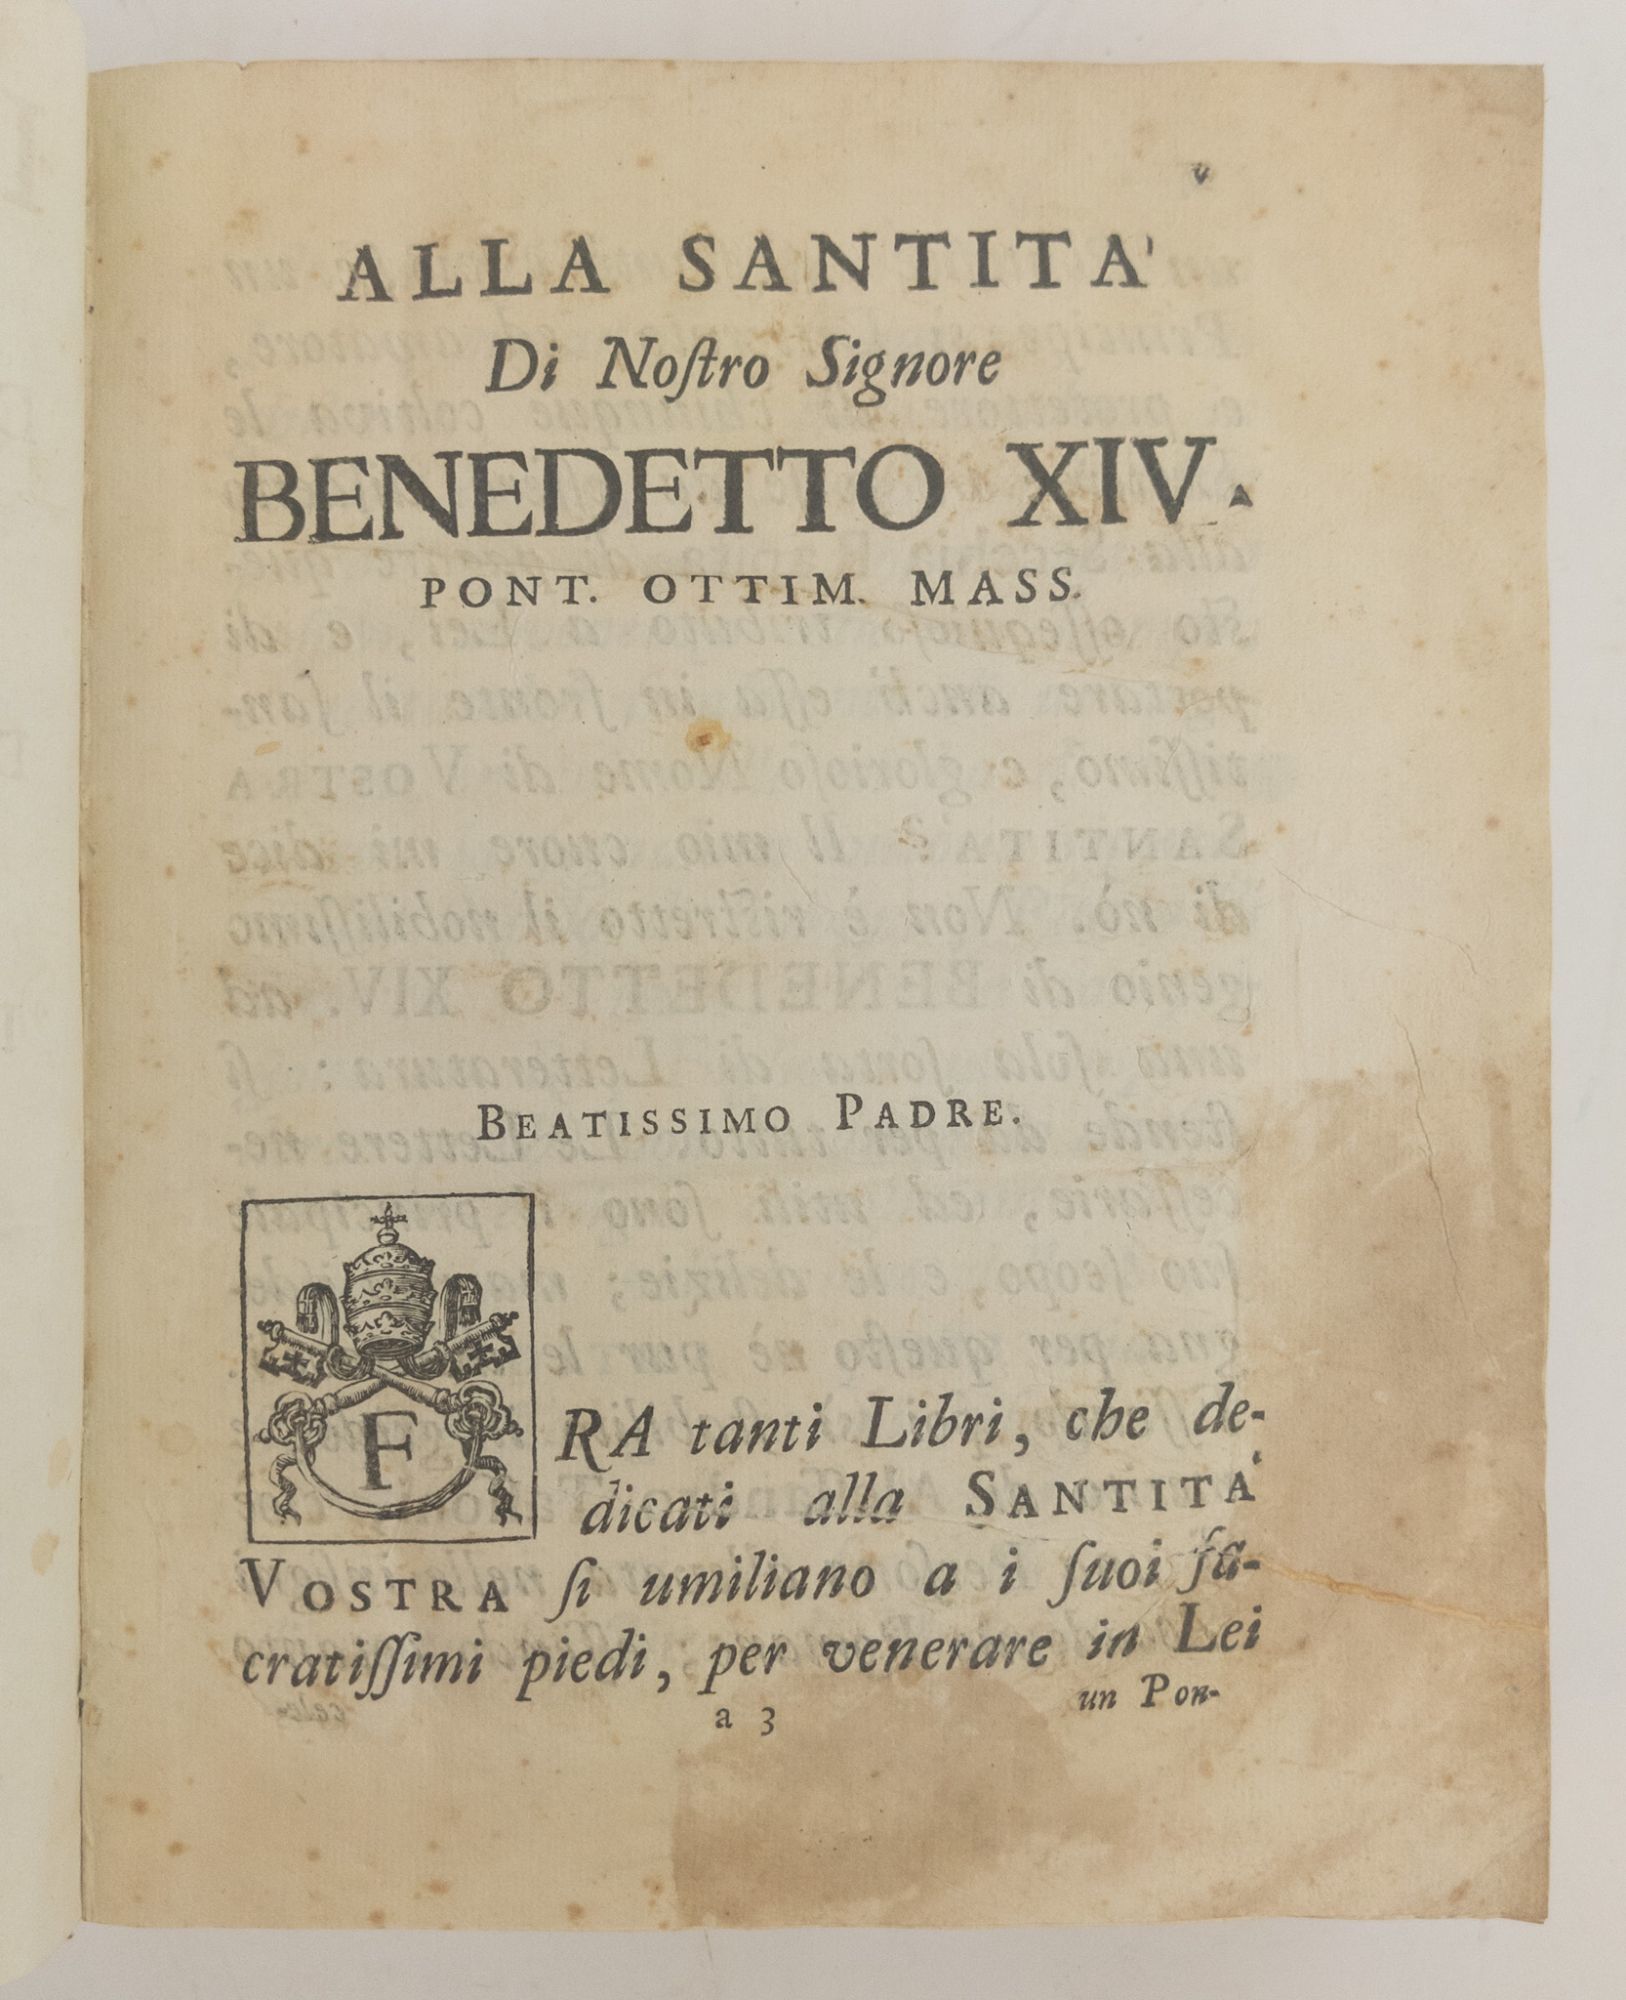 ALLA SANTITA'
Di Noſtro Signore
BENEDETTO XIV.
PONT. OTTIM. MASS.
BEATISSIMO PADRE.
FRA tanti Libri, che de-
dicati alla SANTITA'
VOSTRA ſi umiliano a i ſuoi ſa-
cratiſſimi piedi, per venerare in Lei
un Pon-
a 3